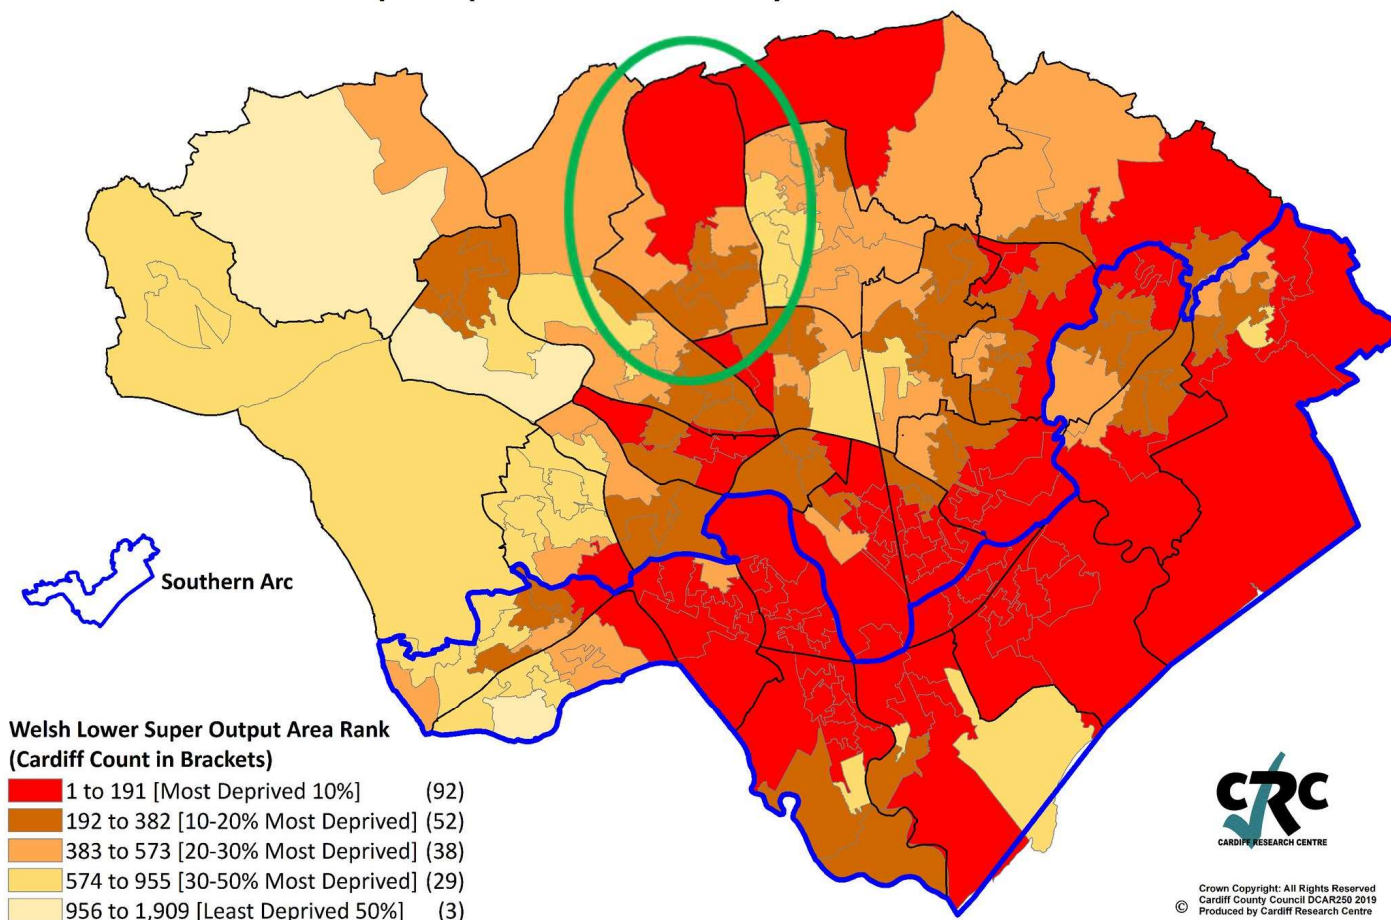 Southern Arc
Welsh Lower Super Output Area Rank
(Cardiff Count in Brackets)
1 to 191 [Most Deprived 10%] (92)
192 to 382 [10-20% Most Deprived] (52)
383 to 573 [20-30% Most Deprived] (38)
574 to 955 [30-50% Most Deprived] (29)
956 to 1,909 [Least Deprived 50%] (3)
CRC
CARDIFF RESEARCH CENTRE
Crown Copyright: All Rights Reserved
Cardiff County Council DCAR250 2019
© Produced by Cardiff Research Centre